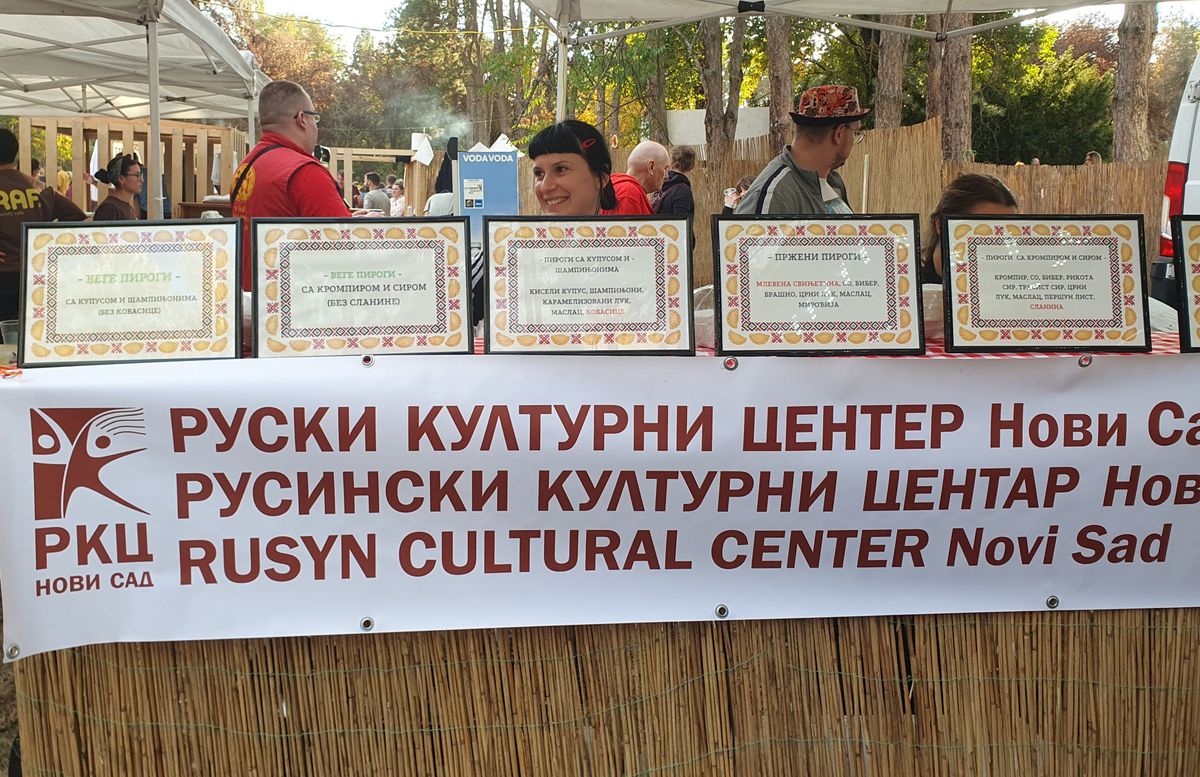 RAF
VODAVODA
- ВЕГЕ ПИРОГИ -
СА КУПУСОМ И ШАМПИЊОНИМА
(БЕЗ КОБАСИЦЕ)
- ВЕГЕ ПИРОГИ -
СА КРОМПИРОМ И СИРОМ
(БЕЗ СЛАНИНЕ)
- ПИРОГИ СА КУПУСОМ И -
ШАМПИЊОНИМА
КИСЕЛИ КУПУС, ШАМПИЊОНИ,
КАРАМЕЛИЗОВАНИ ЛУК,
МАСЛАЦ, КОБАСИЦЕ
- ПРЖЕНИ ПИРОГИ -
МЛЕВЕНА СВИЊЕТИНА, СО, БИБЕР,
БРАШНО, ЦРНИ ЛУК, МАСЛАЦ,
МИРОЂИЈА
- ПИРОГИ СА КРОМПИРОМ И СИРОМ -
КРОМПИР, СО, БИБЕР, РИКОТА
СИР, ТРАПИСТ СИР, ЦРНИ
ЛУК, МАСЛАЦ, ПЕРШУН ЛИСТ,
СЛАНИНА
РУСКИ КУЛТУРНИ ЦЕНТЕР Нови Са
РУСИНСКИ КУЛТУРНИ ЦЕНТАР Нов
RUSYN CULTURAL CENTER Novi Sad
РКЦ
НОВИ САД